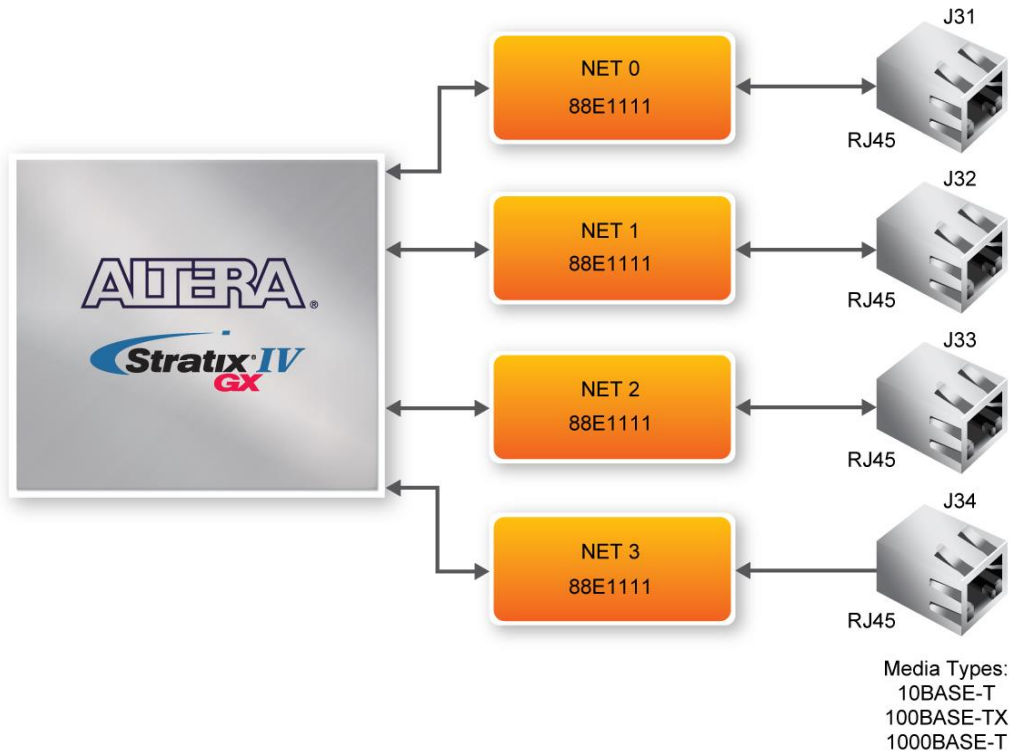 J31
NET 0
88E1111
RJ45
J32
NET 1
88E1111
RJ45
ALTERA®
Stratix® IV
GX
J33
NET 2
88E1111
RJ45
J34
NET 3
88E1111
RJ45
Media Types:
10BASE-T
100BASE-TX
1000BASE-T